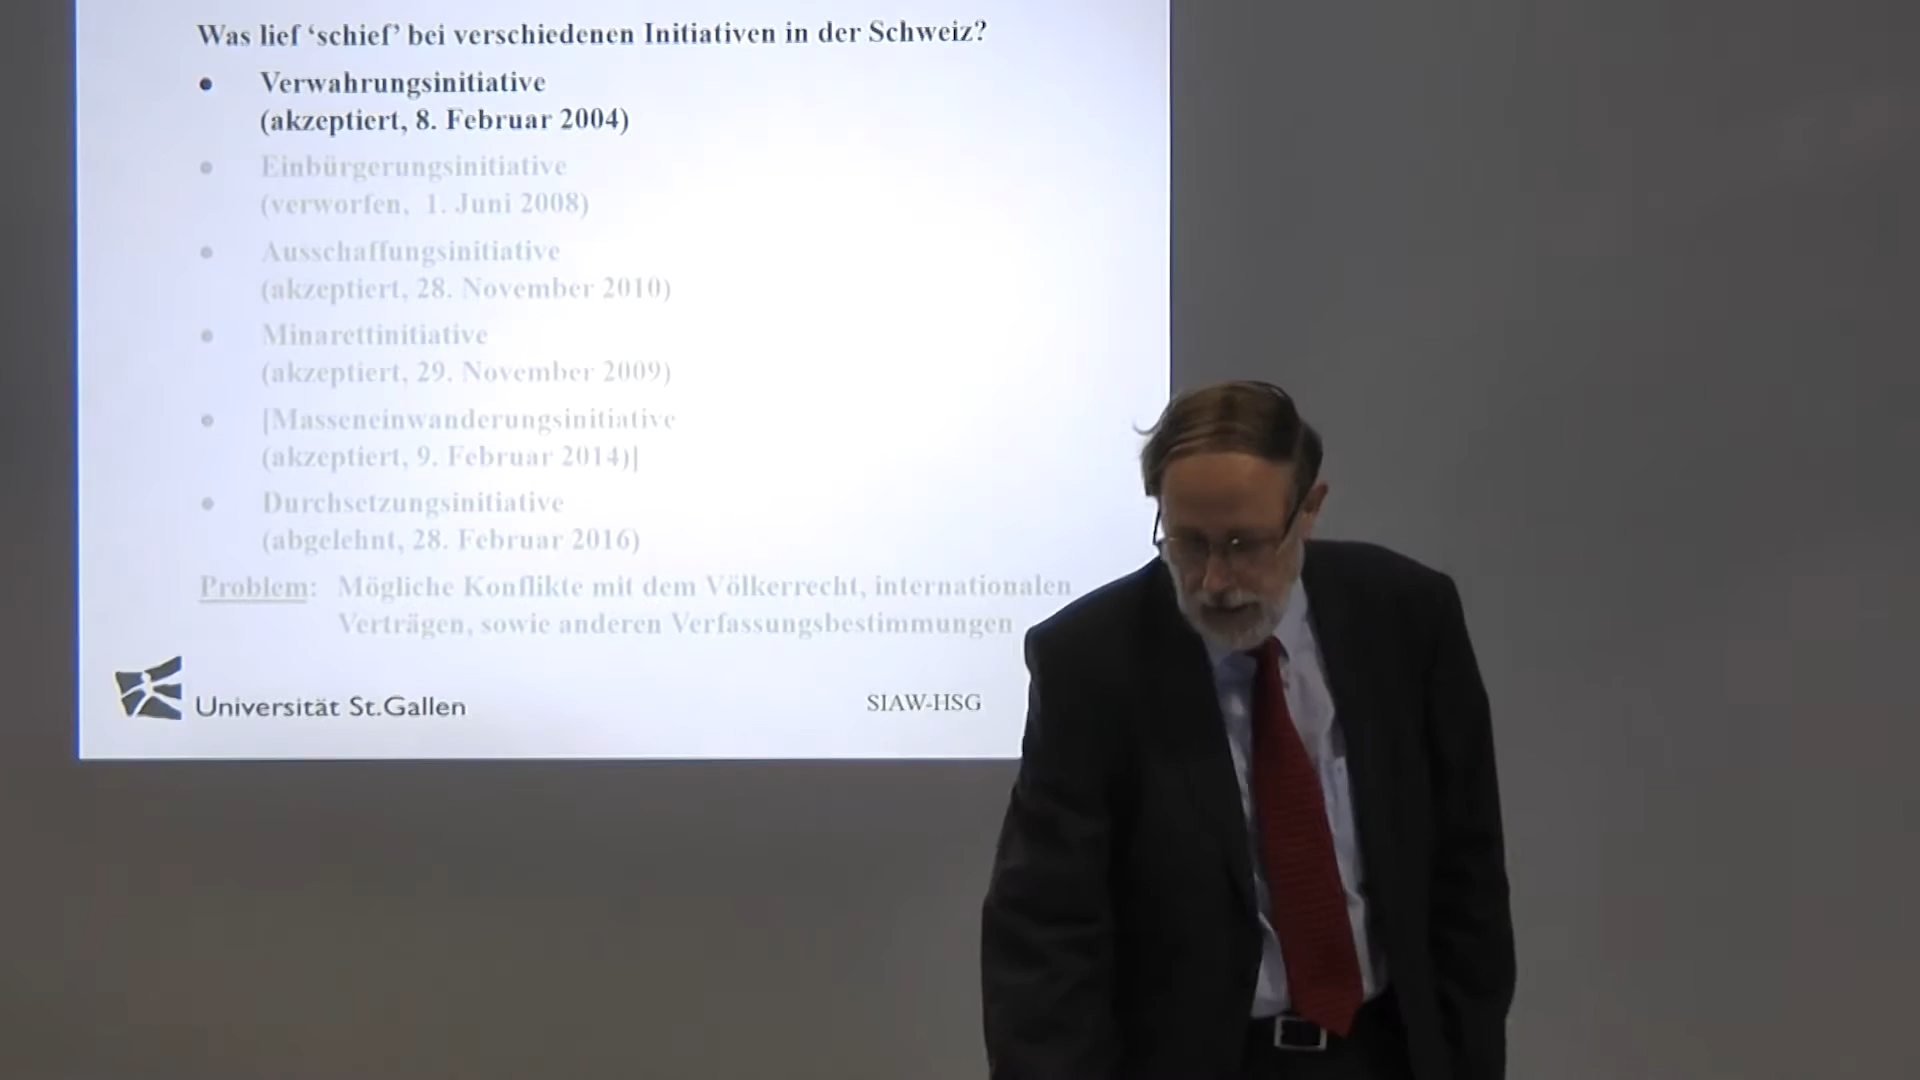 Was lief ‘schief’ bei verschiedenen Initiativen in der Schweiz?
• Verwahrungsinitiative
(akzeptiert, 8. Februar 2004)
• Einbürgerungsinitiative
(verworfen, 1. Juni 2008)
• Ausschaffungsinitiative
(akzeptiert, 28. November 2010)
• Minarettinitiative
(akzeptiert, 29. November 2009)
• [Masseneinwanderungsinitiative
(akzeptiert, 9. Februar 2014)]
• Durchsetzungsinitiative
(abgelehnt, 28. Februar 2016)
Problem: Mögliche Konflikte mit dem Völkerrecht, internationalen
Verträgen, sowie anderen Verfassungsbestimmungen
Universität St.Gallen
SIAW-HSG